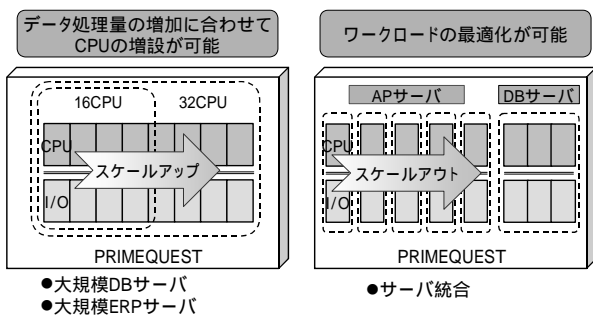 データ処理量の増加に合わせて
CPUの増設が可能
16CPU
32CPU
CPU
スケールアップ
I/O
PRIMEQUEST
●大規模DBサーバ
●大規模ERPサーバ
ワークロードの最適化が可能
APサーバ
DBサーバ
CPU
スケールアウト
I/O
PRIMEQUEST
●サーバ統合